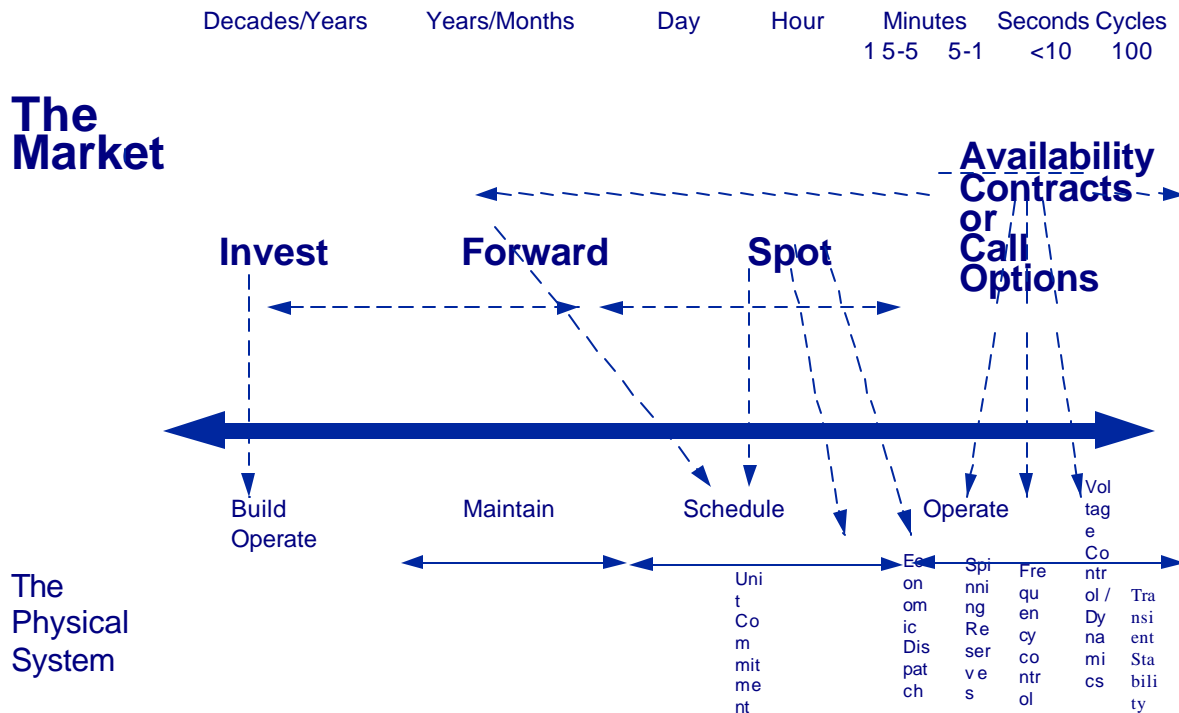 Decades/Years Years/Months Day Hour Minutes Seconds Cycles
1 5-5 5-1 <10 100
The
Market
Availability
Contracts
or
Call
Options
Invest Forward Spot
Build
Operate
Maintain
Schedule
Operate
The
Physical
System
Uni
t
Co
m
mit
me
nt
Ec
on
om
ic
Dis
pat
ch
Spi
nni
ng
Re
ser
v e
s
Fre
qu
en
cy co
ntr
ol
Vol
tag
e
Co
ntr
ol /
Dy
na
mi
cs
Tra
nsi
ent
Sta
bili
ty